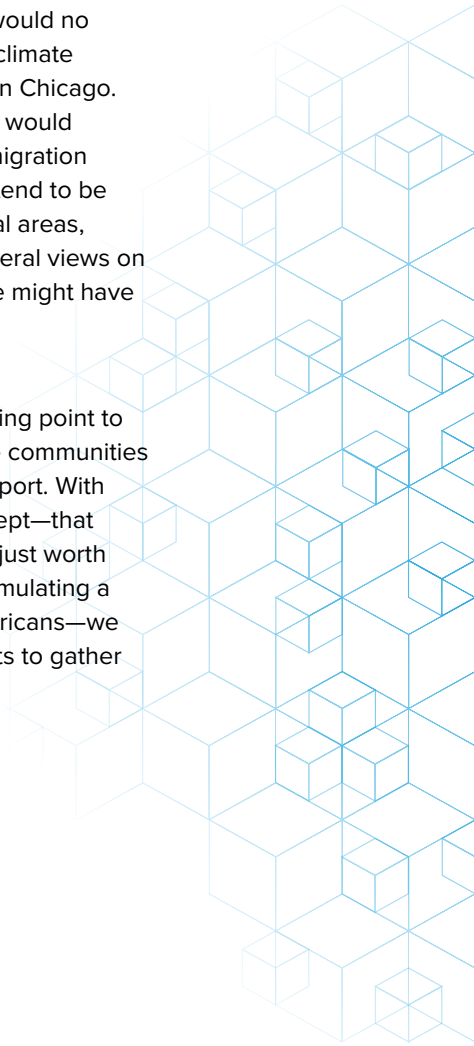 would no
climate
n Chicago.
would
nigration
end to be
al areas,
eral views on
e might have
ing point to
communities
port. With
ept—that
just worth
mulating a
ricans—we
ts to gather